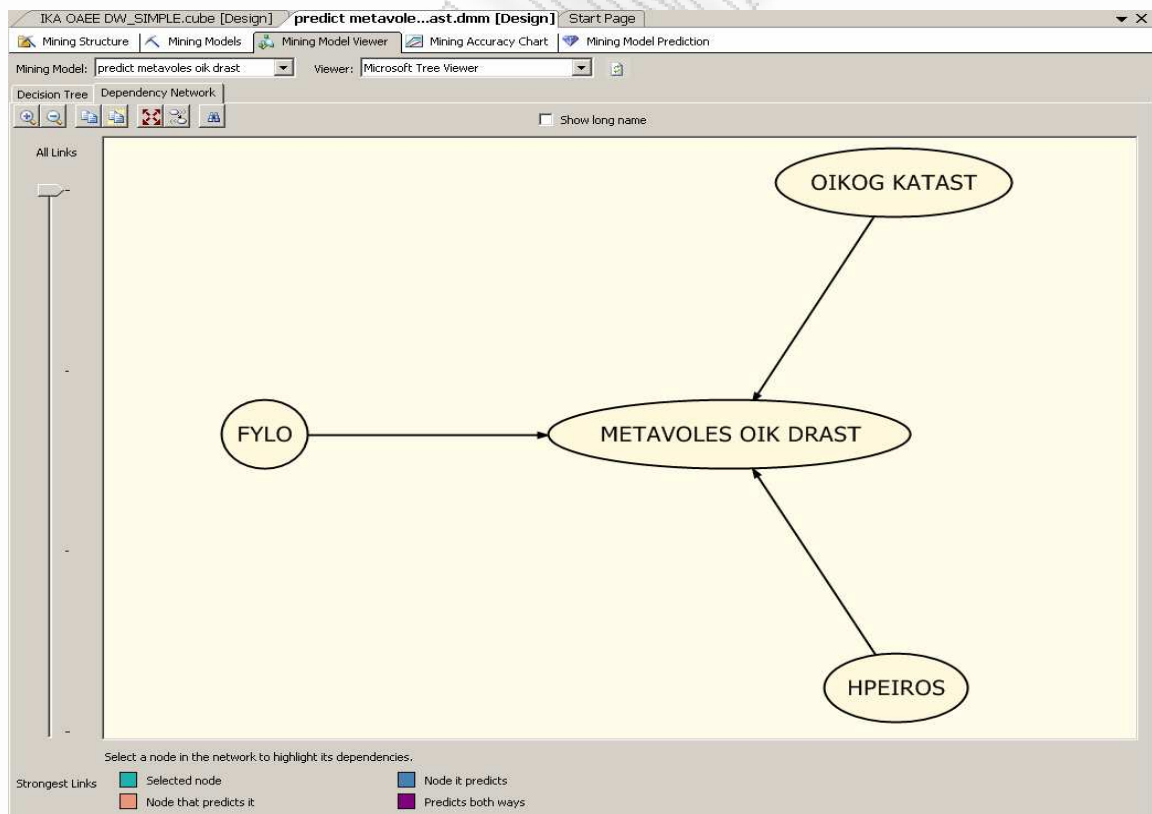 IKA OAEE DW_SIMPLE.cube [Design] predict metavole...ast.dmm [Design] Start Page
Mining Structure Mining Models Mining Model Viewer Mining Accuracy Chart Mining Model Prediction
Mining Model: predict metavoles oik drast Viewer: Microsoft Tree Viewer
Decision Tree Dependency Network
Show long name
All Links
OIKOG KATAST
FYLO METAVOLES OIK DRAST
HPEIROS
Select a node in the network to highlight its dependencies.
Strongest Links Selected node Node it predicts
Node that predicts it Predicts both ways